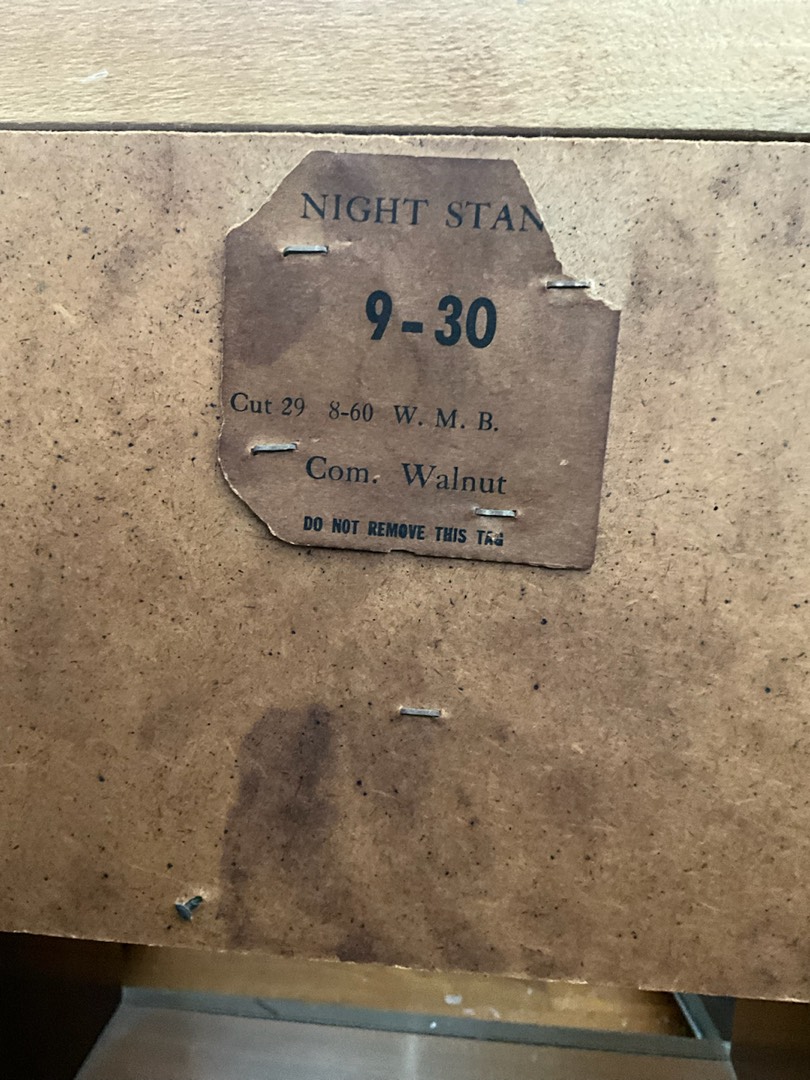 NIGHT STAN
9-30
Cut 29 8-60 W. M. B.
Com. Walnut
DO NOT REMOVE THIS TAG